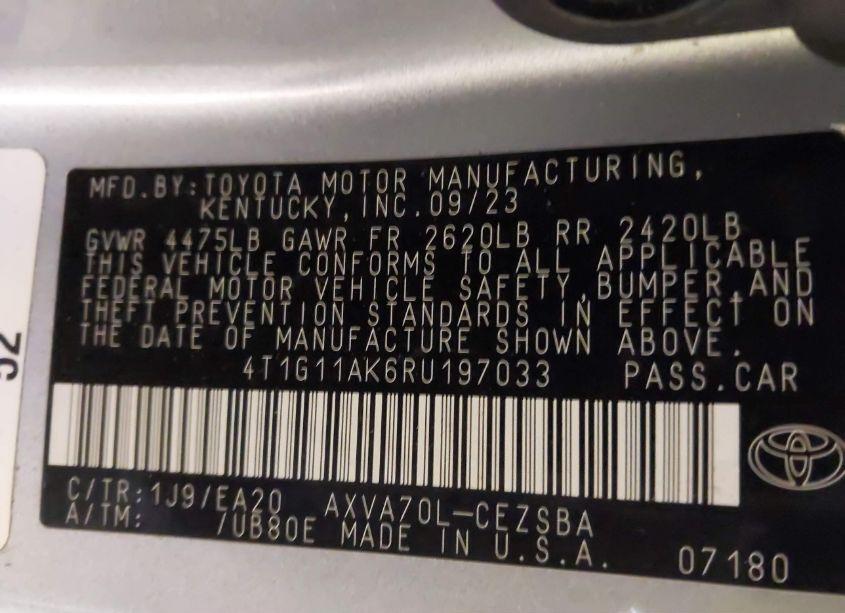 MFD.BY:TOYOTA MOTOR MANUFACTURING,
KENTUCKY,INC.09/23
GVWR 4475LB GAWR FR 2620LB RR 2420LB
THIS VEHICLE CONFORMS TO ALL APPLICABLE
FEDERAL MOTOR VEHICLE SAFETY,BUMPER,AND
THEFT PREVENTION STANDARDS IN EFFECT ON
THE DATE OF MANUFACTURE SHOWN ABOVE.
4T1G11AK6RU197033 PASS.CAR
C/TR:1J9/EA20 AXVA70L-CEZSBA
A/TM: /UB80E MADE IN U.S.A. 07180